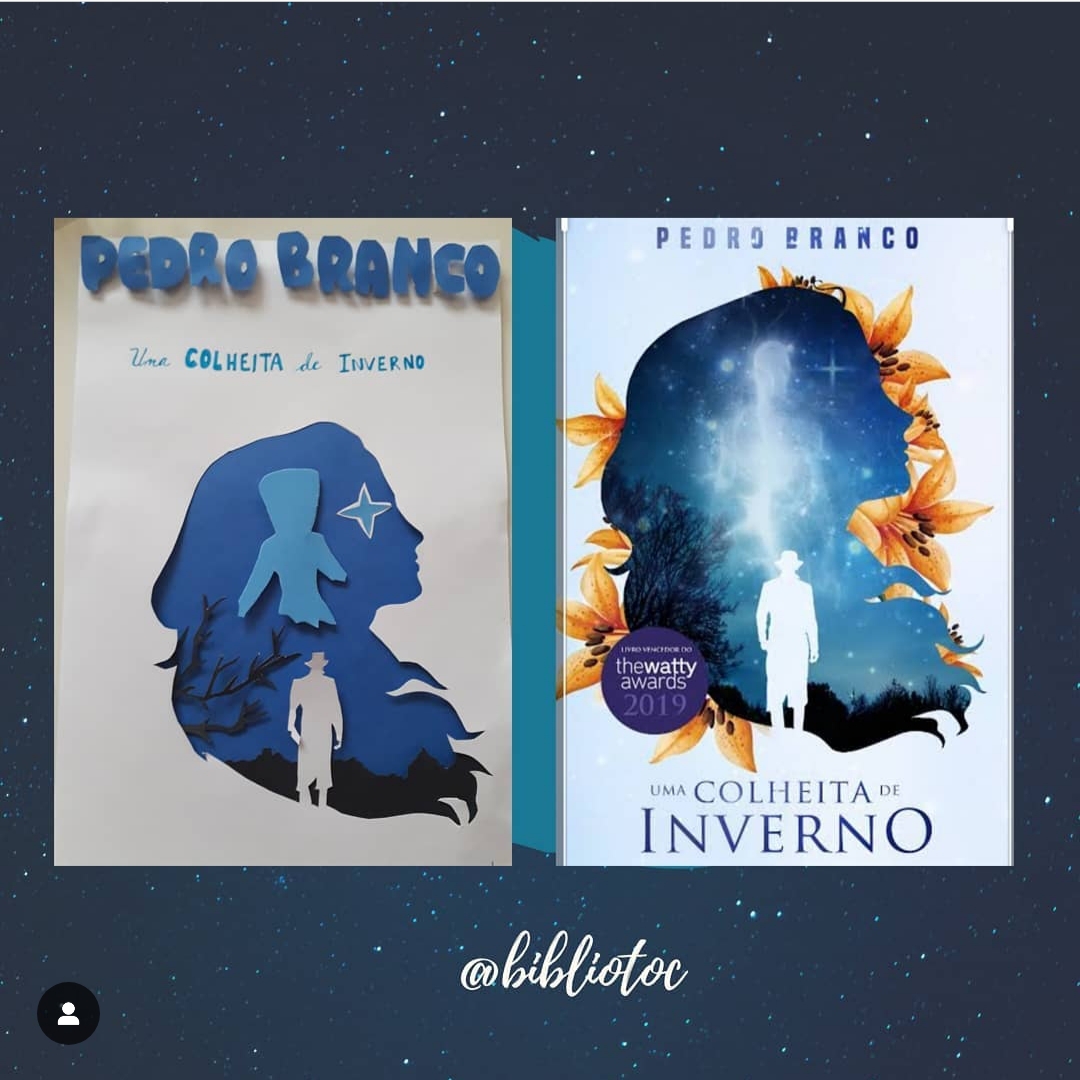 PEDRO BRANCO
Uma COLHEITA de INVERNO
PEDRO BRANCO
LIVRO VENCEDOR DO
thewatty
awards
2019
UMA COLHEITA DE
INVERNO
@bibliotoc